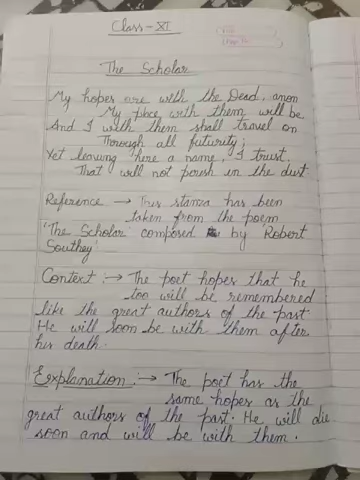 Class - XI
The Scholar
My hopes are with the Dead, anon
My place with them will be
And I with them shall travel on
Through all futurity;
Yet leaving here a name, I trust,
That will not perish in the dust.
Reference → This stanza has been
taken from the poem
'The Scholar' composed by 'Robert
Southey'
Context :→ The poet hopes that he
too will be remembered
like the great authors of the past.
He will soon be with them after
his death.
Explanation :→ The poet has the
same hopes as the
great authors of the past. He will die
soon and will be with them.